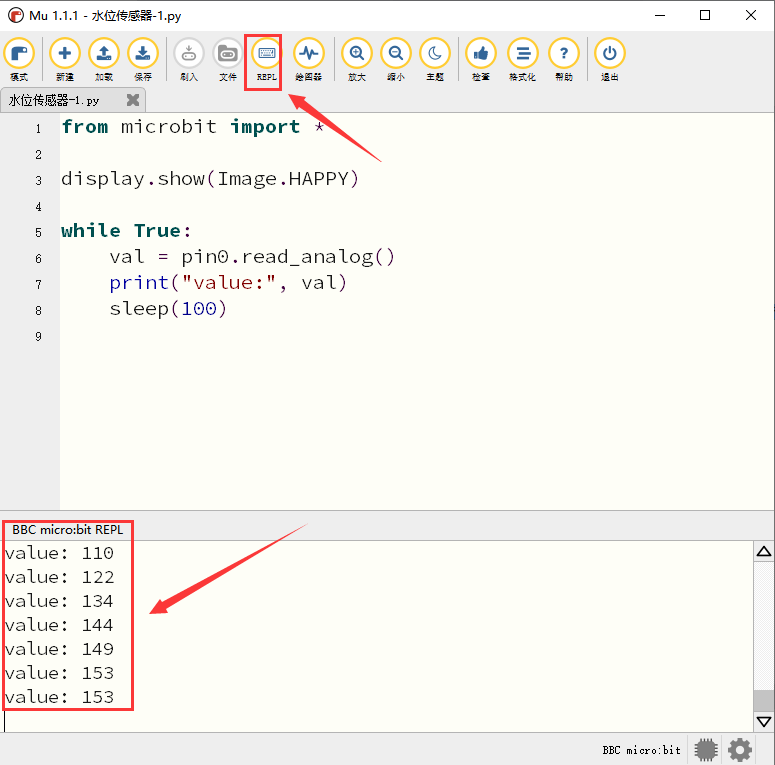 Mu 1.1.1 - 水位传感器-1.py
模式 新建 加载 保存 刷入 文件 REPL 绘图器 放大 缩小 主题 检查 格式化 帮助 退出
水位传感器-1.py
1 from microbit import *
2
3 display.show(Image.HAPPY)
4
5 while True:
6 val = pin0.read_analog()
7 print("value:", val)
8 sleep(100)
9
BBC micro:bit REPL
value: 110
value: 122
value: 134
value: 144
value: 149
value: 153
value: 153
BBC micro:bit